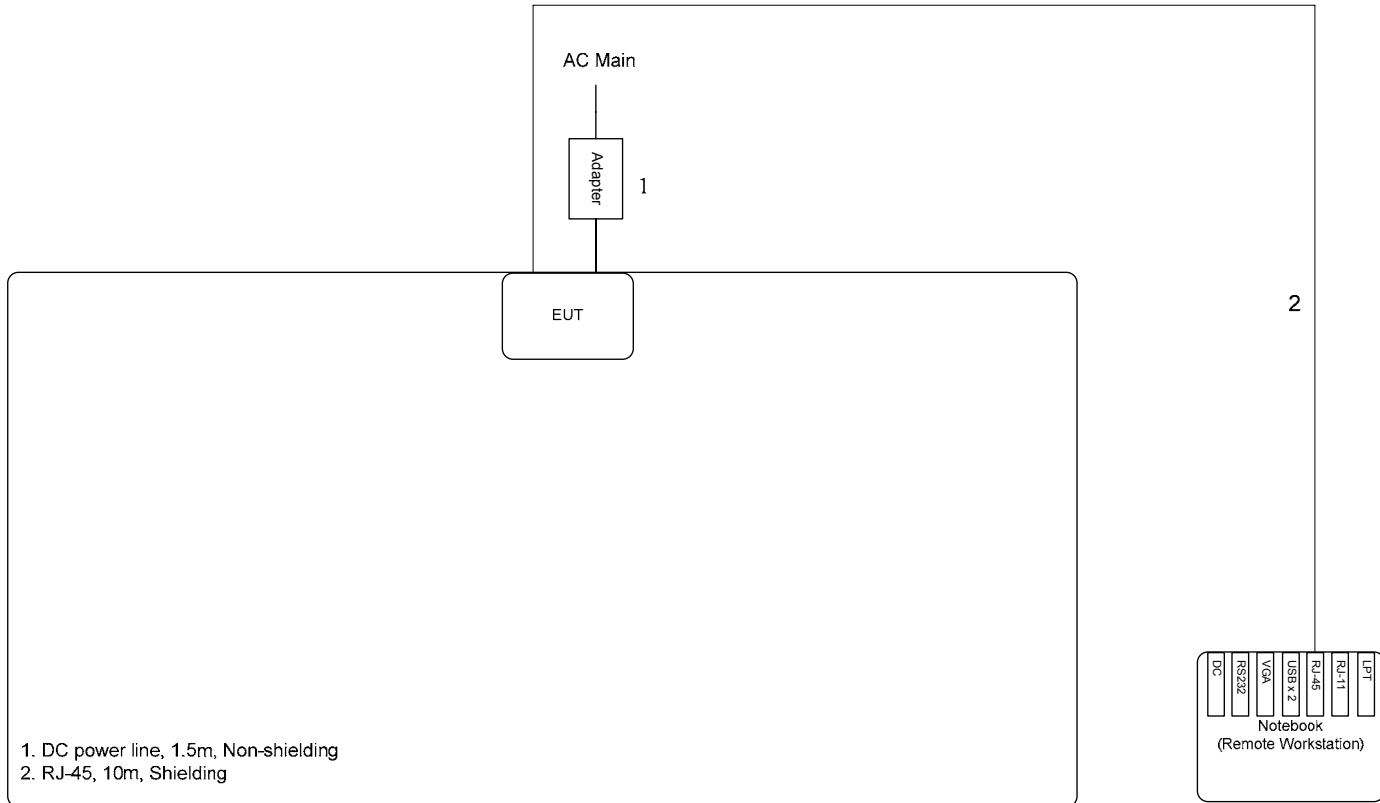 AC Main
Adapter
1
EUT
2
DC
RS232
VGA
USB x 2
RJ-45
RJ-11
LPT
Notebook
(Remote Workstation)
1. DC power line, 1.5m, Non-shielding
2. RJ-45, 10m, Shielding